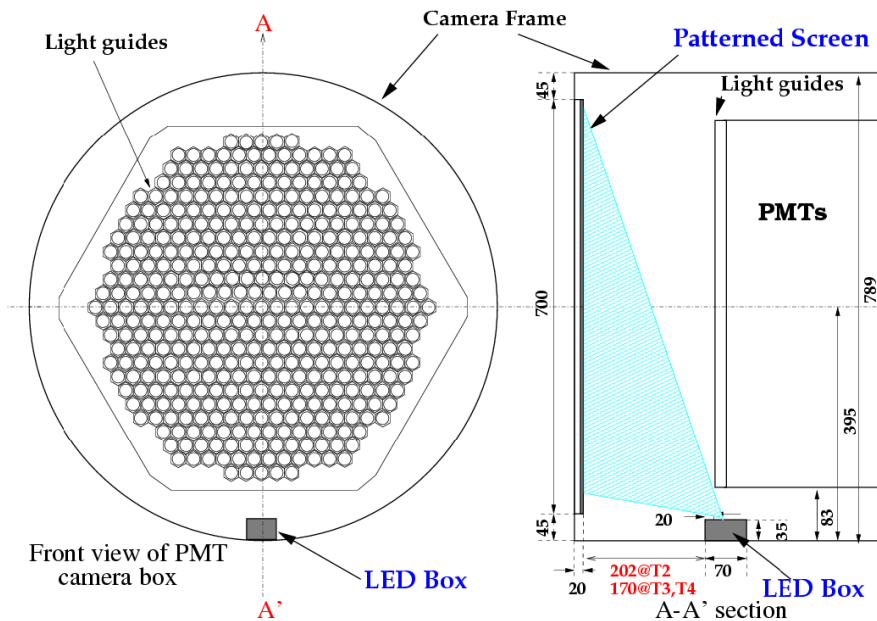 A
Camera Frame
Light guides
Patterned Screen
45
Light guides
PMTs
700
789
395
20
83
35
45
Front view of PMT
camera box
LED Box
A'
20
202@T2
170@T3,T4
70
LED Box
A-A' section